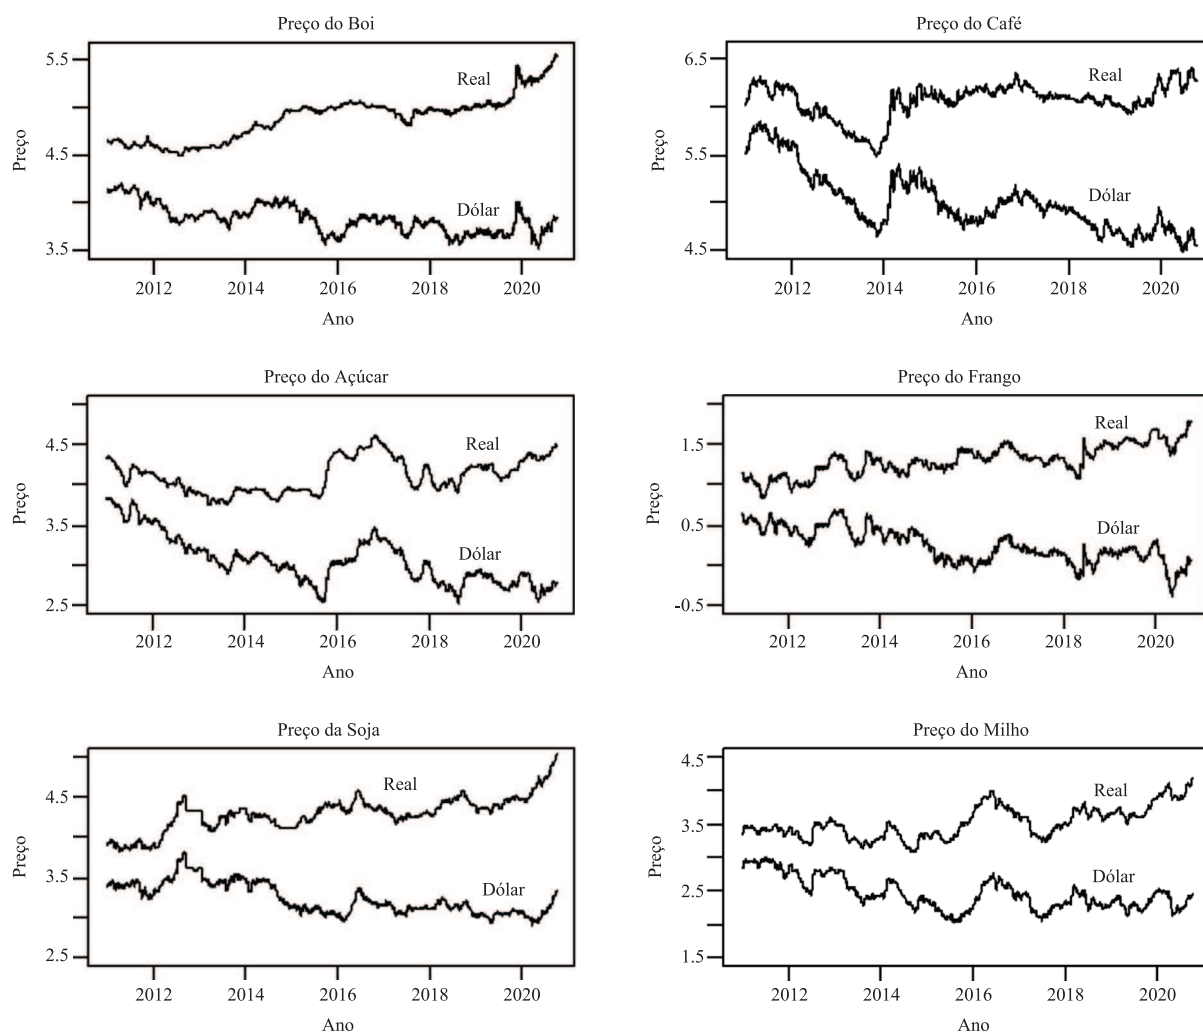 Preço do Boi
5.5
4.5
3.5
Preço
Real
Dólar
2012 2014 2016 2018 2020
Ano
Preço do Café
6.5
5.5
4.5
Preço
Real
Dólar
2012 2014 2016 2018 2020
Ano
Preço do Açúcar
4.5
3.5
2.5
Preço
Real
Dólar
2012 2014 2016 2018 2020
Ano
Preço do Frango
1.5
0.5
-0.5
Preço
Real
Dólar
2012 2014 2016 2018 2020
Ano
Preço da Soja
4.5
3.5
2.5
Preço
Real
Dólar
2012 2014 2016 2018 2020
Ano
Preço do Milho
4.5
3.5
2.5
1.5
Preço
Real
Dólar
2012 2014 2016 2018 2020
Ano